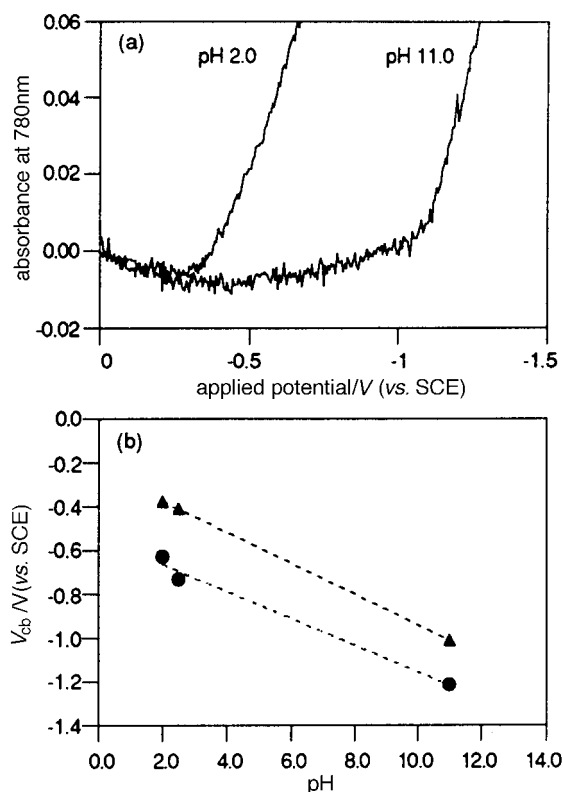 (a)
pH 2.0
pH 11.0
0.06
0.04
0.02
0.00
-0.02
absorbance at 780nm
0
-0.5
-1
-1.5
applied potential/V (vs. SCE)
(b)
0.0
-0.2
-0.4
-0.6
-0.8
-1.0
-1.2
-1.4
Vcb /V(vs. SCE)
0.0 2.0 4.0 6.0 8.0 10.0 12.0 14.0
pH